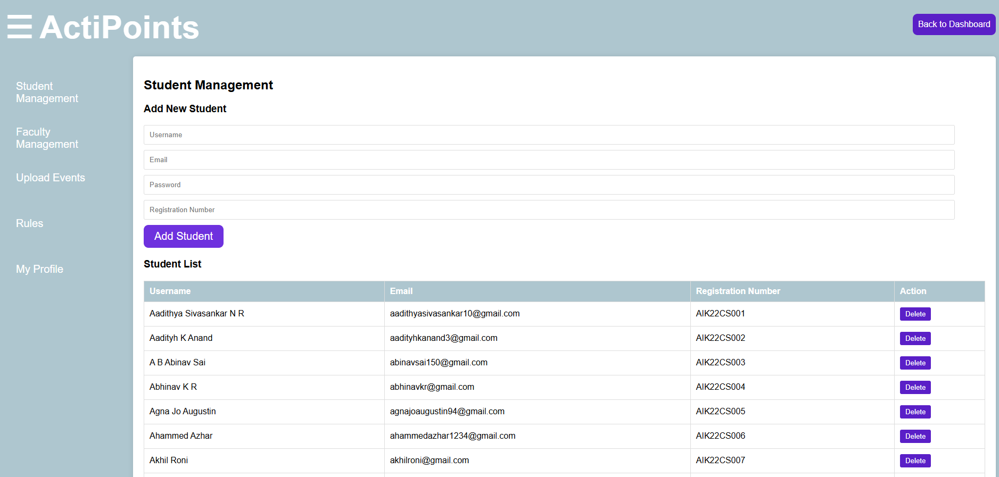 ☰ ActiPoints
Back to Dashboard
Student
Management
Faculty
Management
Upload Events
Rules
My Profile
Student Management
Add New Student
Username
Email
Password
Registration Number
Add Student
Student List
Username Email Registration Number Action
Aadithya Sivasankar N R aadithyasivasankar10@gmail.com AIK22CS001 Delete
Aadityh K Anand aadityhkanand3@gmail.com AIK22CS002 Delete
A B Abinav Sai abinavsai150@gmail.com AIK22CS003 Delete
Abhinav K R abhinavkr@gmail.com AIK22CS004 Delete
Agna Jo Augustin agnajoaugustin94@gmail.com AIK22CS005 Delete
Ahammed Azhar ahammedazhar1234@gmail.com AIK22CS006 Delete
Akhil Roni akhilroni@gmail.com AIK22CS007 Delete